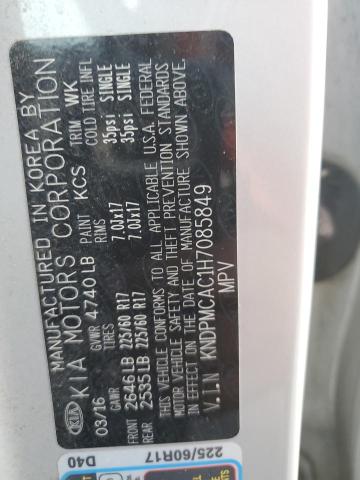 MANUFACTURED IN KOREA BY
KIA KIA MOTORS CORPORATION
03/16 GVWR 4740LB PAINT KCS TRIM WK
TIRES GAWR RIMS COLD TIRE INFL
FRONT 2646LB 225/60 R17 7.0Jx17 35psi SINGLE
REAR 2535LB 225/60 R17 7.0Jx17 35psi SINGLE
THIS VEHICLE CONFORMS TO ALL APPLICABLE U.S.A. FEDERAL
MOTOR VEHICLE SAFETY AND THEFT PREVENTION STANDARDS
IN EFFECT ON THE DATE OF MANUFACTURE SHOWN ABOVE.
V.I.N KNDPMCAC1H7085849
MPV
225/60R17
D40